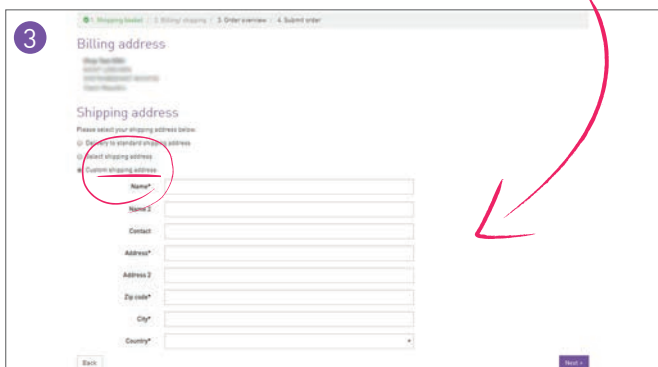 3
1. Shopping basket / 2. Billing/ shipping / 3. Order overview / 4. Submit order
Billing address
Shipping address
Please select your shipping address below.
Delivery to standard shipping address
Select shipping address
Custom shipping address
Name*
Name 2
Contact
Address*
Address 2
Zip code*
City*
Country*
Back
Next >